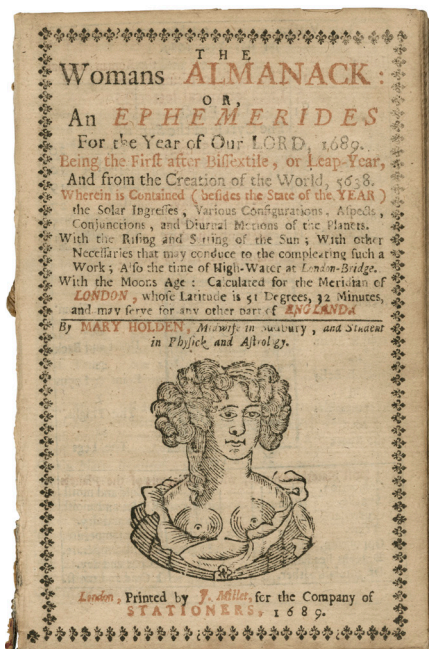 THE
Womans ALMANACK:
OR,
An EPHEMERIDES
For the Year of Our LORD, 1689.
Being the Firſt after Biſſextile, or Leap-Year,
And from the Creation of the World, 5638.
Wherein is Contained (beſides the State of the YEAR)
the Solar Ingreſſes, Various Configurations, Aſpects,
Conjunctions, and Diurnal Motions of the Planets.
With the Riſing and Setting of the Sun; With other
Neceſſaries that may conduce to the compleating ſuch a
Work; Alſo the time of High-Water at London-Bridge.
With the Moons Age: Calculated for the Meridian of
LONDON, whoſe Latitude is 51 Degrees, 32 Minutes,
and may ſerve for any other part of
By MARY HOLDEN, Midwife in Sudbury, and Student
in Phyſick and Aſtrology.
London, Printed by J. Millet, for the Company of
STATIONERS, 1689.